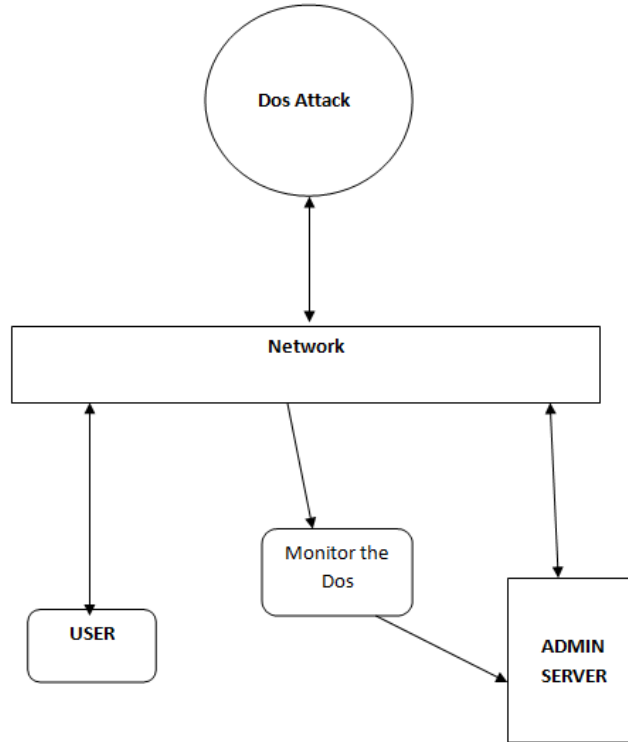 Dos Attack
Network
Monitor the
Dos
USER
ADMIN
SERVER